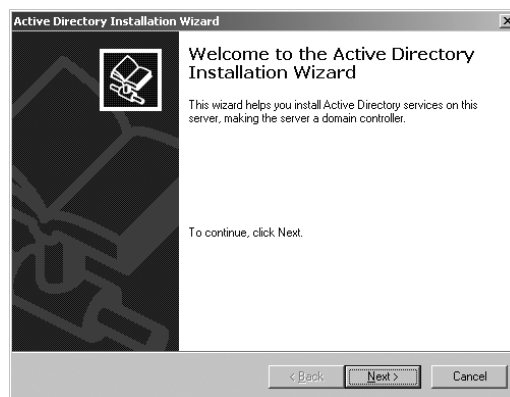 Active Directory Installation Wizard
Welcome to the Active Directory
Installation Wizard
This wizard helps you install Active Directory services on this
server, making the server a domain controller.
To continue, click Next.
< Back
Next >
Cancel